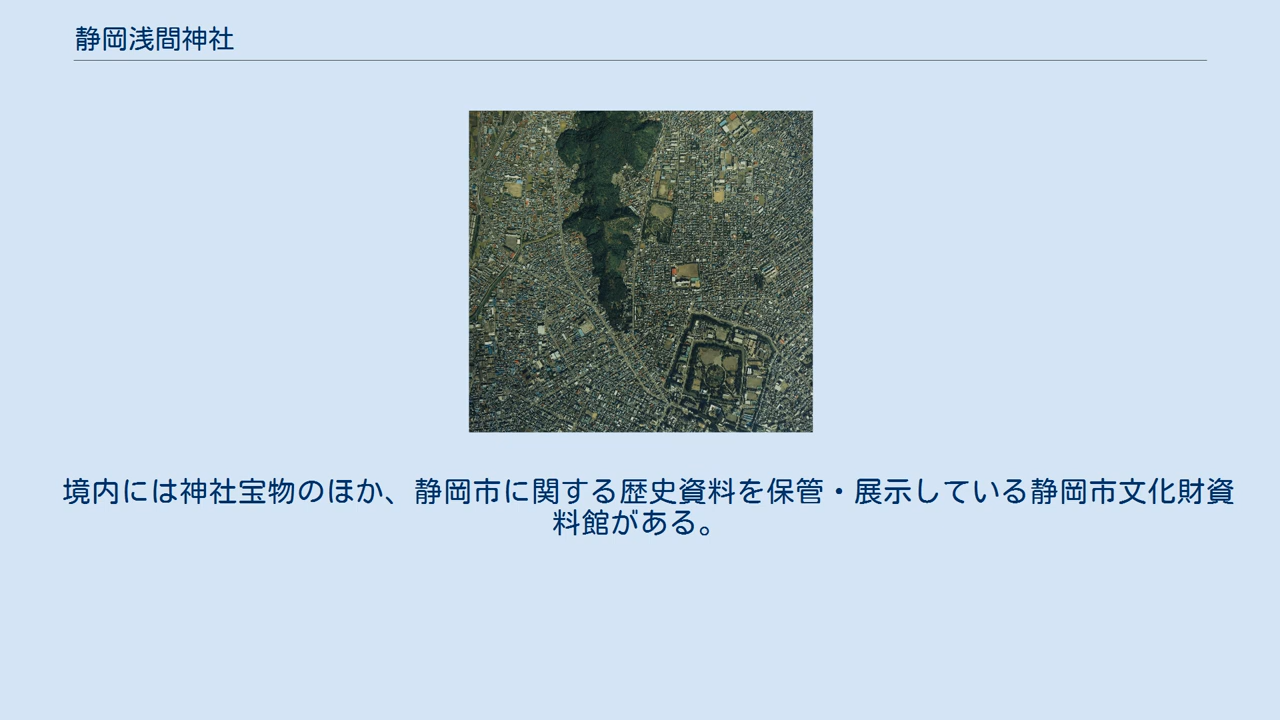 静岡浅間神社
境内には神社宝物のほか、静岡市に関する歴史資料を保管・展示している静岡市文化財資
料館がある。